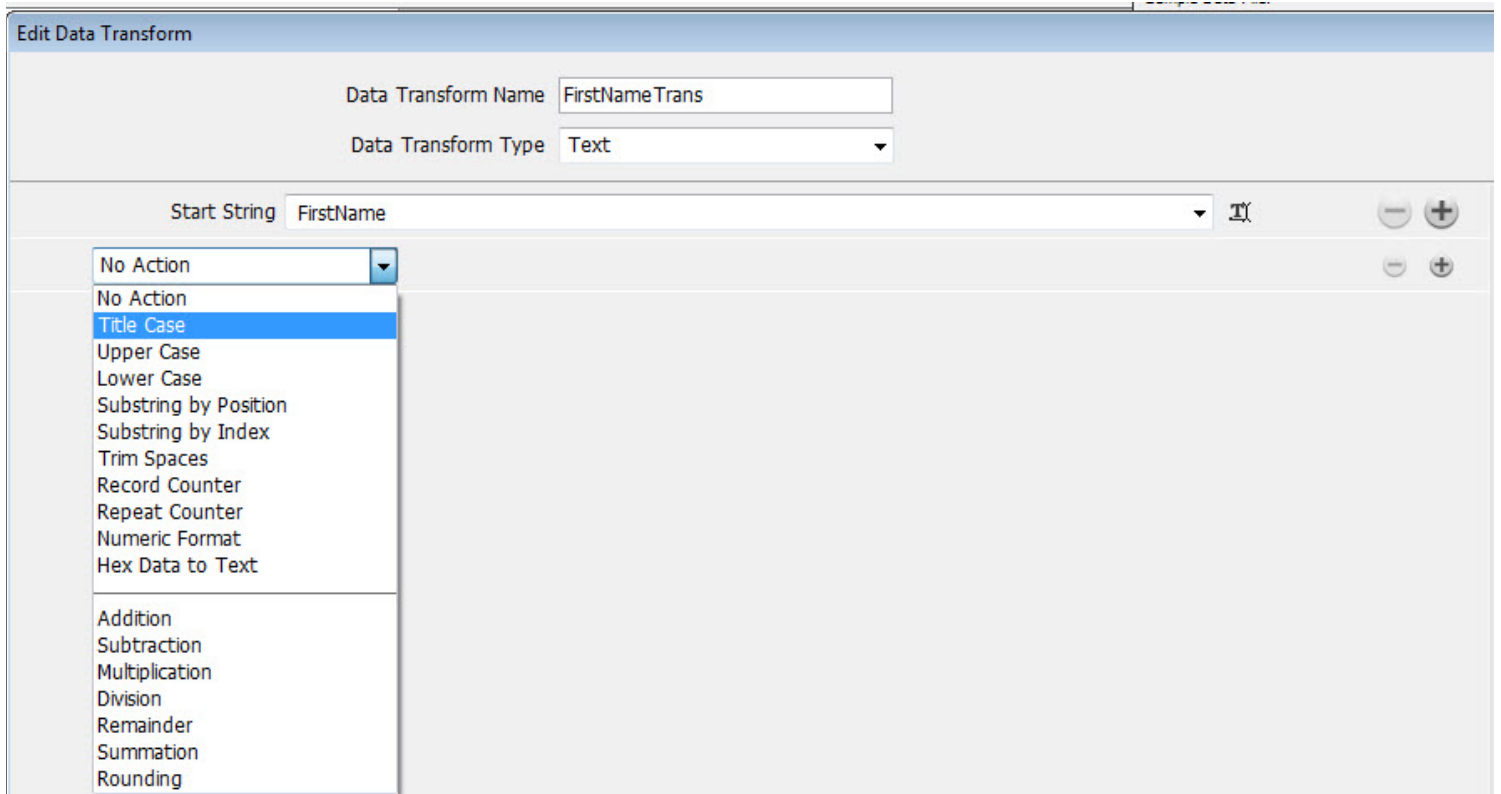 Edit Data Transform
Data Transform Name FirstNameTrans
Data Transform Type Text
Start String FirstName
No Action
No Action
Title Case
Upper Case
Lower Case
Substring by Position
Substring by Index
Trim Spaces
Record Counter
Repeat Counter
Numeric Format
Hex Data to Text
Addition
Subtraction
Multiplication
Division
Remainder
Summation
Rounding